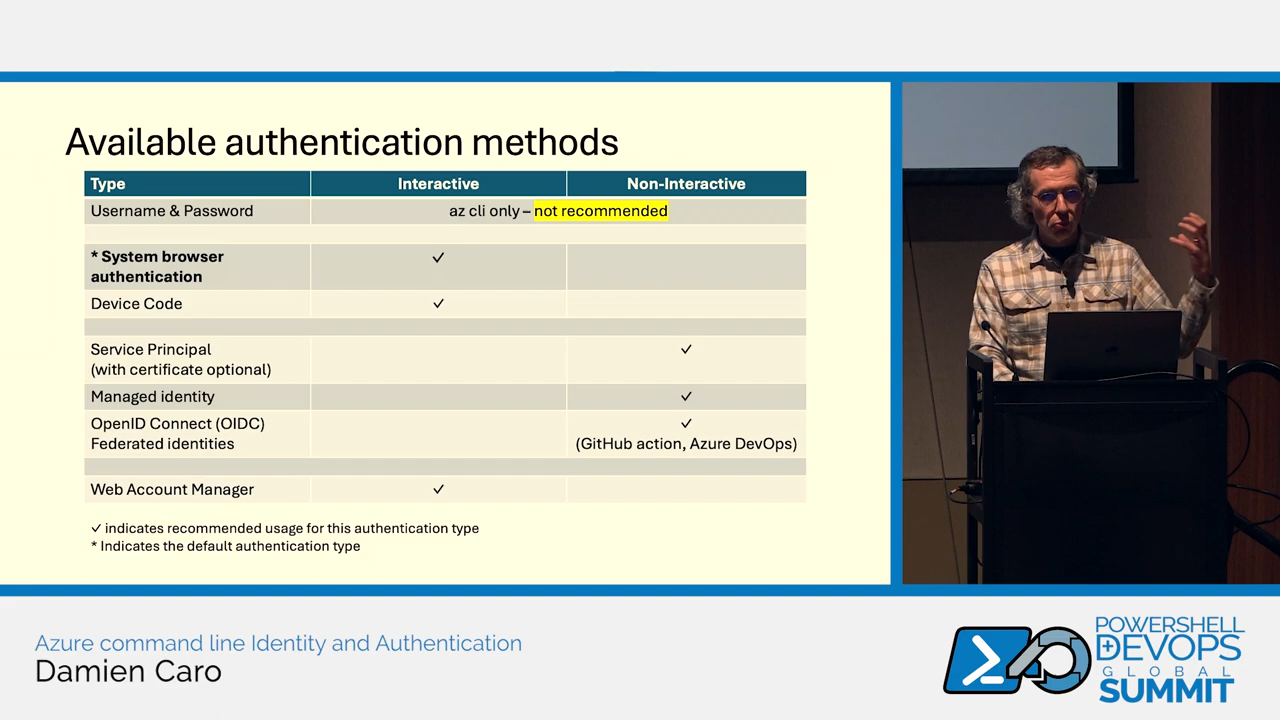 Available authentication methods
Type Interactive Non-Interactive
Username & Password az cli only – not recommended
* System browser
authentication ✓
Device Code ✓
Service Principal
(with certificate optional) ✓
Managed identity ✓
OpenID Connect (OIDC) ✓
Federated identities (GitHub action, Azure DevOps)
Web Account Manager ✓
✓ indicates recommended usage for this authentication type
* Indicates the default authentication type
Azure command line Identity and Authentication
Damien Caro
POWERSHELL
DEVOPS
GLOBAL
SUMMIT